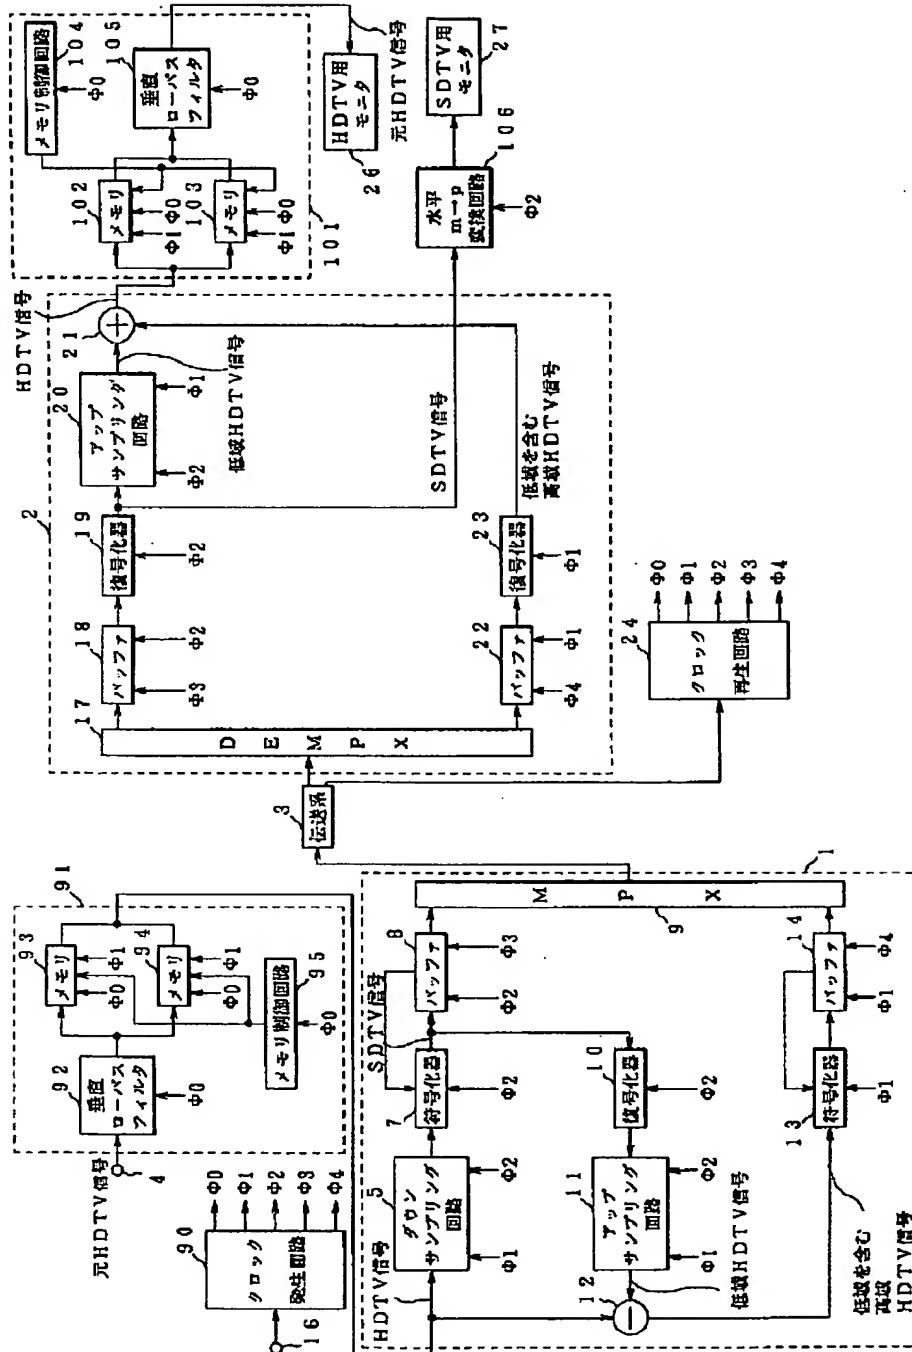 元HDTV信号
4
92
垂直
ローパス
フィルタ
Φ0
93
メモリ
Φ0
Φ1
94
メモリ
Φ0
Φ1
メモリ制御回路
95
Φ0
91
90
クロック
発生回路
Φ0
Φ1
Φ2
Φ3
Φ4
16
HDTV信号
5
ダウン
サンプリング
回路
Φ1
Φ2
7
符号化器
Φ2
SDTV信号
8
バッファ
Φ2
Φ3
MPX
9
1
10
復号化器
Φ2
11
アップ
サンプリング
回路
Φ1
Φ2
低域HDTV信号
12
−
13
符号化器
Φ1
14
バッファ
Φ1
Φ4
低域を含む
高域
HDTV信号
3
伝送系
2
17
DEMPX
18
バッファ
Φ3
Φ2
19
復号化器
Φ2
20
アップ
サンプリング
回路
Φ2
Φ1
低域HDTV信号
21
+
HDTV信号
22
バッファ
Φ4
Φ1
23
復号化器
Φ1
低域を含む
高域HDTV信号
SDTV信号
24
クロック
再生回路
Φ0
Φ1
Φ2
Φ3
Φ4
101
102
メモリ
Φ1
Φ0
103
メモリ
Φ1
Φ0
メモリ制御回路
104
Φ0
垂直
ローパス
フィルタ
105
Φ0
元HDTV信号
HDTV用
モニタ
26
水平
m→p
変換回路
106
Φ2
SDTV用
モニタ
27